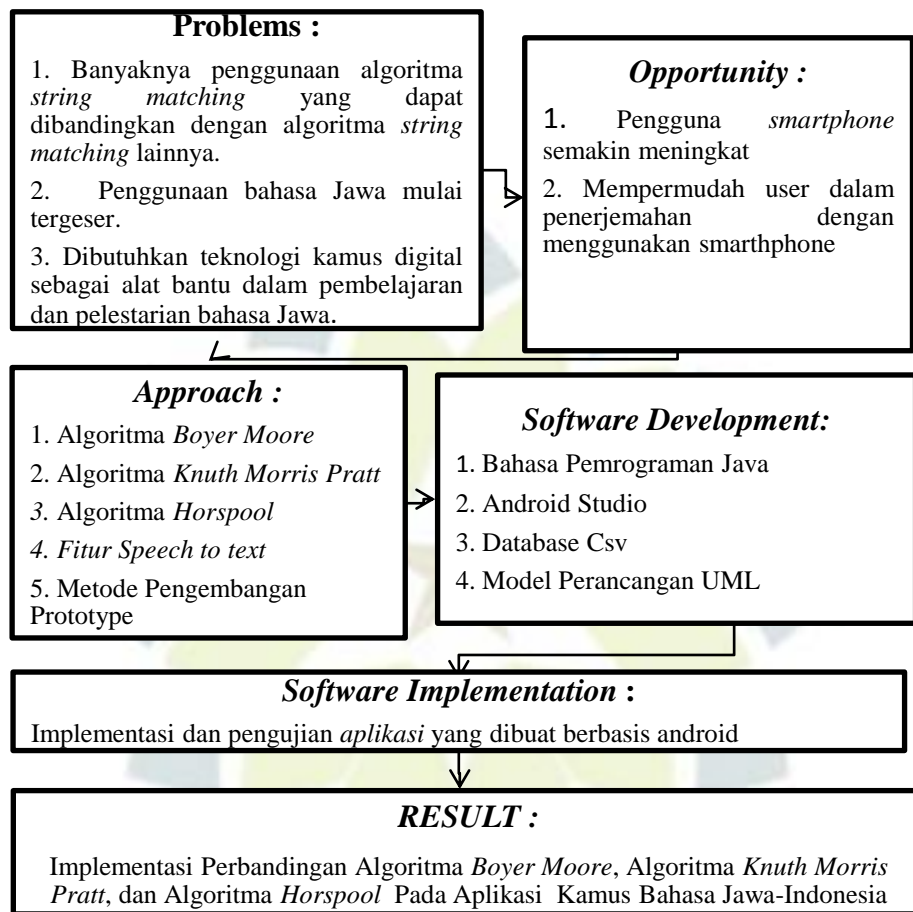 Problems :
1. Banyaknya penggunaan algoritma
string matching yang dapat
dibandingkan dengan algoritma string
matching lainnya.
2. Penggunaan bahasa Jawa mulai
tergeser.
3. Dibutuhkan teknologi kamus digital
sebagai alat bantu dalam pembelajaran
dan pelestarian bahasa Jawa.
Opportunity :
1. Pengguna smartphone
semakin meningkat
2. Mempermudah user dalam
penerjemahan dengan
menggunakan smarthphone
Approach :
1. Algoritma Boyer Moore
2. Algoritma Knuth Morris Pratt
3. Algoritma Horspool
4. Fitur Speech to text
5. Metode Pengembangan
Prototype
Software Development:
1. Bahasa Pemrograman Java
2. Android Studio
3. Database Csv
4. Model Perancangan UML
Software Implementation :
Implementasi dan pengujian aplikasi yang dibuat berbasis android
RESULT :
Implementasi Perbandingan Algoritma Boyer Moore, Algoritma Knuth Morris
Pratt, dan Algoritma Horspool Pada Aplikasi Kamus Bahasa Jawa-Indonesia